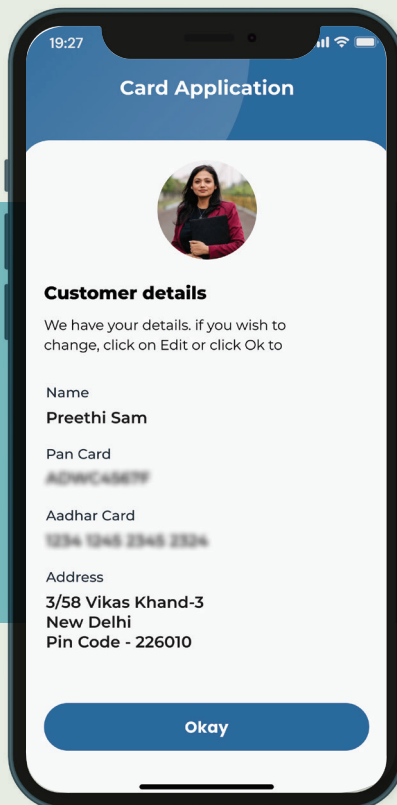 19:27
Card Application
Customer details
We have your details. if you wish to
change, click on Edit or click Ok to
Name
Preethi Sam
Pan Card
Aadhar Card
Address
3/58 Vikas Khand-3
New Delhi
Pin Code - 226010
Okay